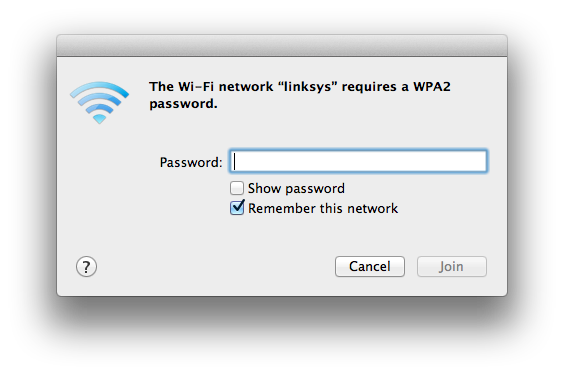 The Wi-Fi network “linksys” requires a WPA2
password.
Password:
Show password
Remember this network
?
Cancel
Join